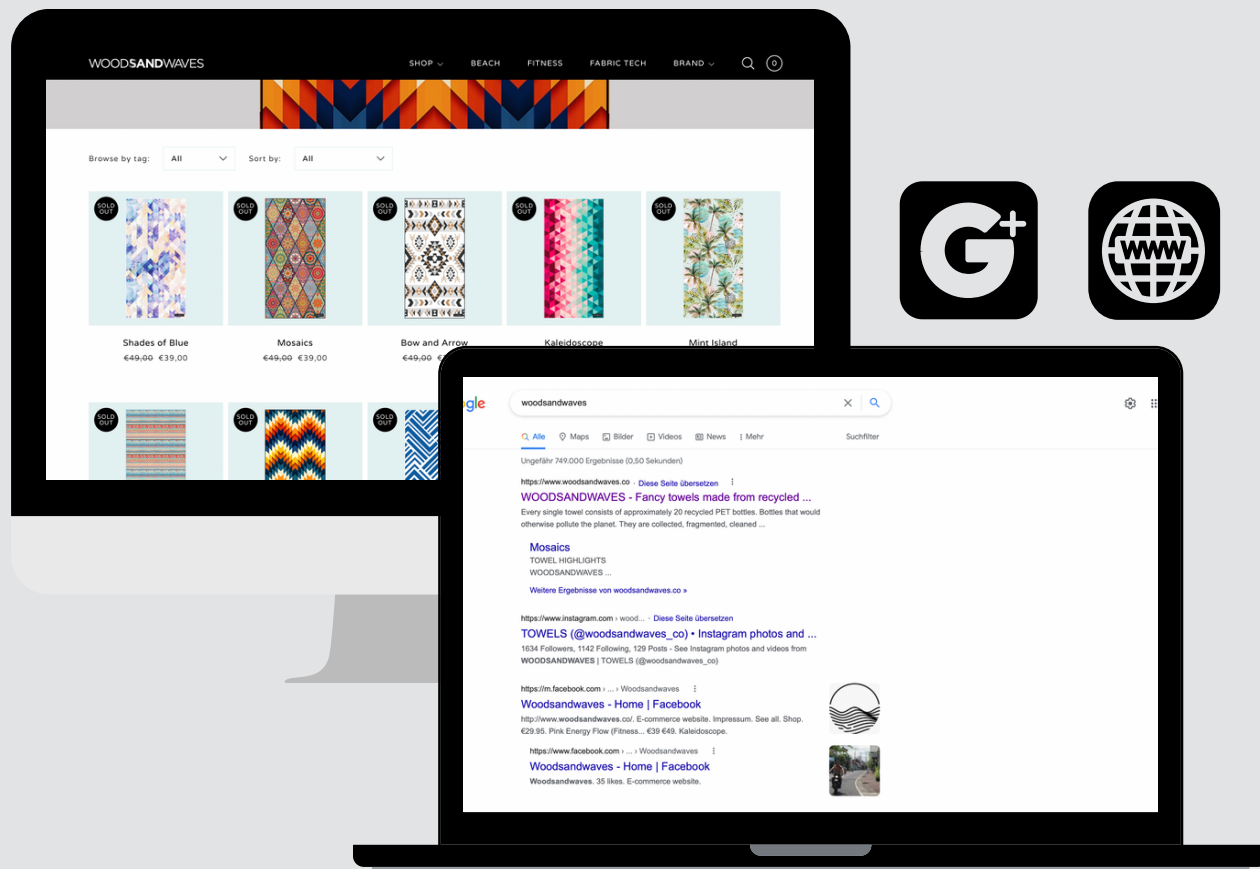 WOODSANDWAVES
SHOP BEACH FITNESS FABRIC TECH BRAND 0
Browse by tag: All Sort by: All
SOLD OUT SOLD OUT SOLD OUT SOLD OUT SOLD OUT
Shades of Blue Mosaics Bow and Arrow Kaleidoscope Mint Island
€49,00 €39,00 €49,00 €39,00 €49,00
SOLD OUT SOLD OUT SOLD OUT
G+
WWW
gle woodsandwaves
Alle Maps Bilder Videos News Mehr Suchfilter
Ungefähr 749.000 Ergebnisse (0,50 Sekunden)
https://www.woodsandwaves.co · Diese Seite übersetzen
WOODSANDWAVES - Fancy towels made from recycled ...
Every single towel consists of approximately 20 recycled PET bottles. Bottles that would
otherwise pollute the planet. They are collected, fragmented, cleaned ...
Mosaics
TOWEL HIGHLIGHTS
WOODSANDWAVES ...
Weitere Ergebnisse von woodsandwaves.co »
https://www.instagram.com › wood... · Diese Seite übersetzen
TOWELS (@woodsandwaves_co) • Instagram photos and ...
1634 Followers, 1142 Following, 129 Posts - See Instagram photos and videos from
WOODSANDWAVES | TOWELS (@woodsandwaves_co)
https://m.facebook.com › ... › Woodsandwaves
Woodsandwaves - Home | Facebook
http://www.woodsandwaves.co/. E-commerce website. Impressum. See all. Shop.
€29.95. Pink Energy Flow (Fitness... €39 €49. Kaleidoscope.
https://www.facebook.com › ... › Woodsandwaves
Woodsandwaves - Home | Facebook
Woodsandwaves. 35 likes. E-commerce website.